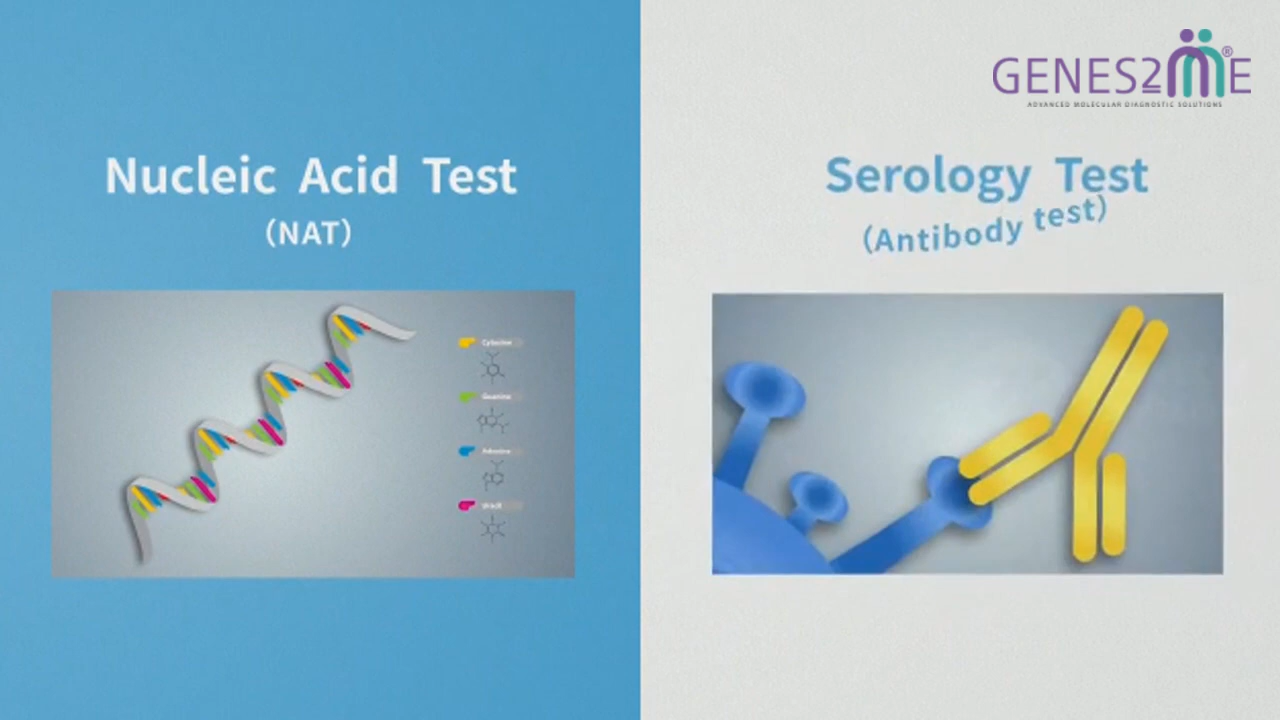 GENES2ME®
ADVANCED MOLECULAR DIAGNOSTIC SOLUTIONS
Nucleic Acid Test
(NAT)
Serology Test
(Antibody test)
Cytosine
Guanine
Adenine
Uracil